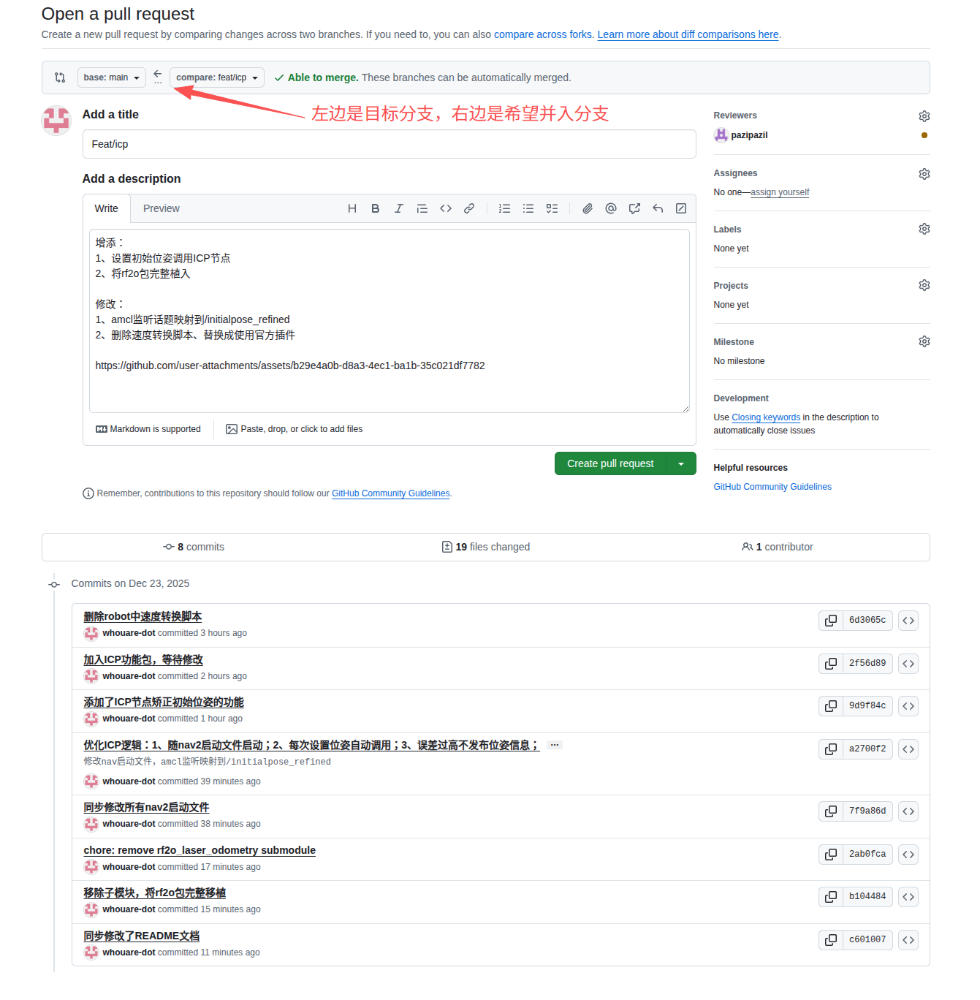 Open a pull request
Create a new pull request by comparing changes across two branches. If you need to, you can also compare across forks. Learn more about diff comparisons here.
base: main
...
compare: feat/icp
Able to merge. These branches can be automatically merged.
左边是目标分支，右边是希望并入分支
Add a title
Feat/icp
Add a description
Write
Preview
增添：
1、设置初始位姿调用ICP节点
2、将rf2o包完整植入
修改：
1、amcl监听话题映射到/initialpose_refined
2、删除速度转换脚本、替换成使用官方插件
https://github.com/user-attachments/assets/b29e4a0b-d8a3-4ec1-ba1b-35c021df7782
Markdown is supported
Paste, drop, or click to add files
Create pull request
Remember, contributions to this repository should follow our GitHub Community Guidelines.
Reviewers
pazipazil
Assignees
No one—assign yourself
Labels
None yet
Projects
None yet
Milestone
No milestone
Development
Use Closing keywords in the description to
automatically close issues
Helpful resources
GitHub Community Guidelines
8 commits
19 files changed
1 contributor
Commits on Dec 23, 2025
删除robot中速度转换脚本
whouare-dot committed 3 hours ago
6d3065c
加入ICP功能包，等待修改
whouare-dot committed 2 hours ago
2f56d89
添加了ICP节点矫正初始位姿的功能
whouare-dot committed 1 hour ago
9d9f84c
优化ICP逻辑：1、随nav2启动文件启动；2、每次设置位姿自动调用；3、误差过高不发布位姿信息； …
修改nav启动文件，amcl监听映射到/initialpose_refined
whouare-dot committed 39 minutes ago
a2700f2
同步修改所有nav2启动文件
whouare-dot committed 38 minutes ago
7f9a86d
chore: remove rf2o_laser_odometry submodule
whouare-dot committed 17 minutes ago
2ab0fca
移除子模块，将rf2o包完整移植
whouare-dot committed 15 minutes ago
b104484
同步修改了README文档
whouare-dot committed 11 minutes ago
c601007